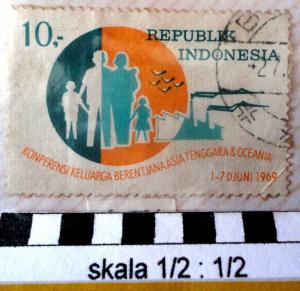 10,-
REPUBLIK
INDONESIA
KONPERENSI KELUARGA BERENTJANA ASIA TENGGARA & OCEANIA
1-7 DJUNI 1969
skala 1/2 : 1/2